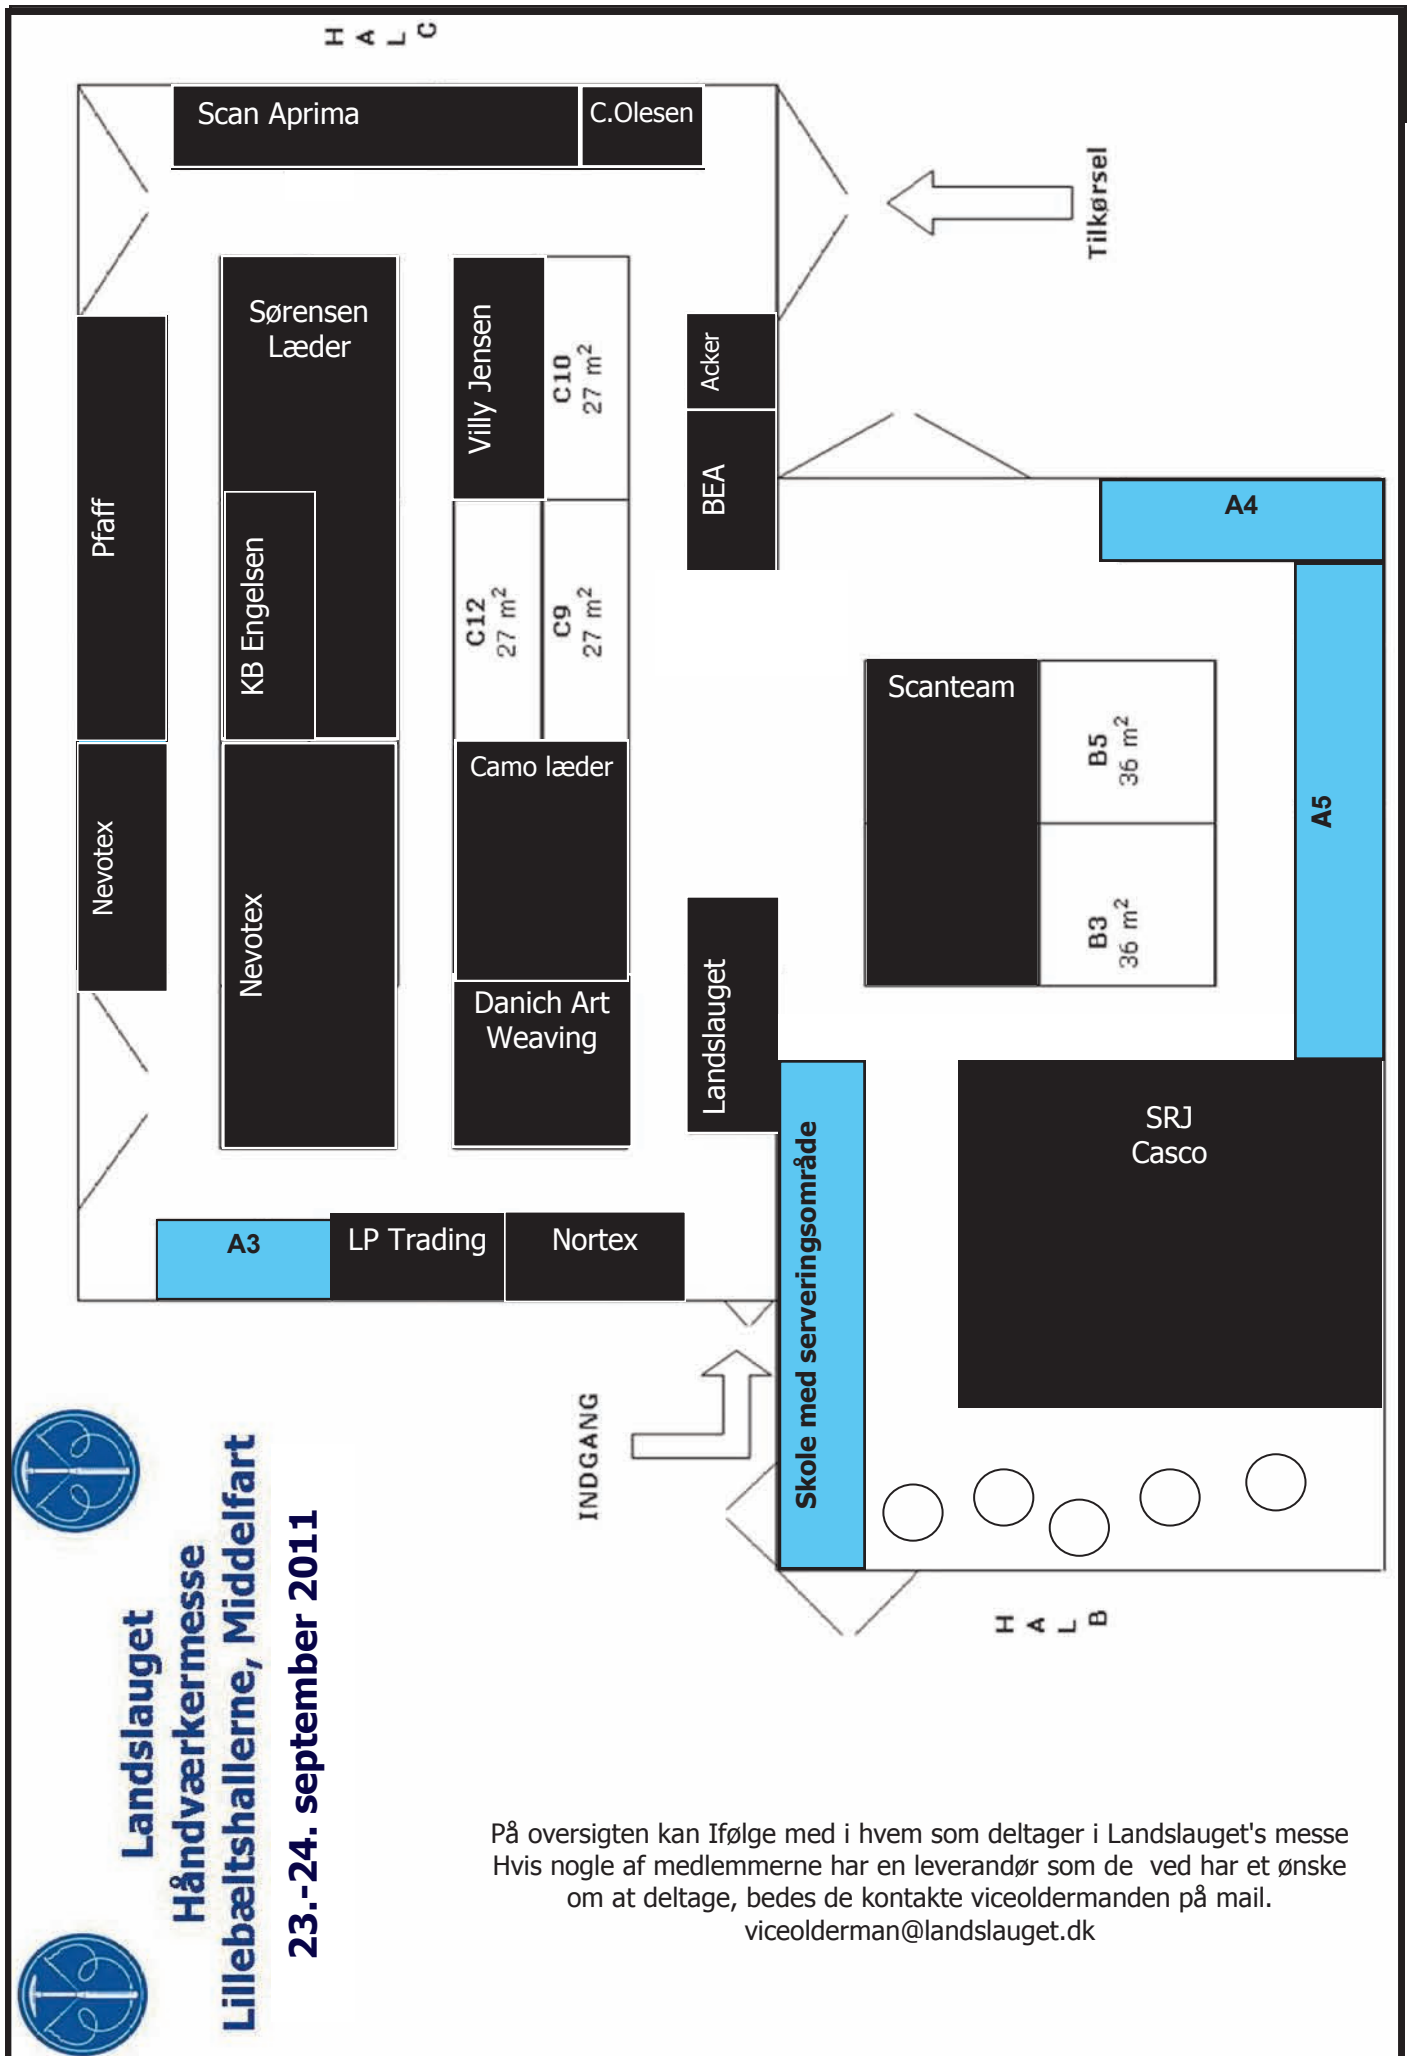 HAL C
Scan Aprima
C.Olesen
Tilkørsel
Sørensen
Læder
Villy Jensen
C10
27 m²
Acker
Pfaff
KB Engelsen
C12
27 m²
C9
27 m²
BEA
A4
Nevotex
Nevotex
Camo læder
Danich Art
Weaving
Landslauget
Scanteam
B5
36 m²
B3
36 m²
A5
SRJ
Casco
A3
LP Trading
Nortex
Skole med serveringsområde
INDGANG
HAL B
Landslauget
Håndværkermesse
Lillebæltshallerne, Middelfart
23.-24. september 2011
På oversigten kan Ifølge med i hvem som deltager i Landslauget's messe
Hvis nogle af medlemmerne har en leverandør som de  ved har et ønske
om at deltage, bedes de kontakte viceoldermanden på mail.
viceolderman@landslauget.dk